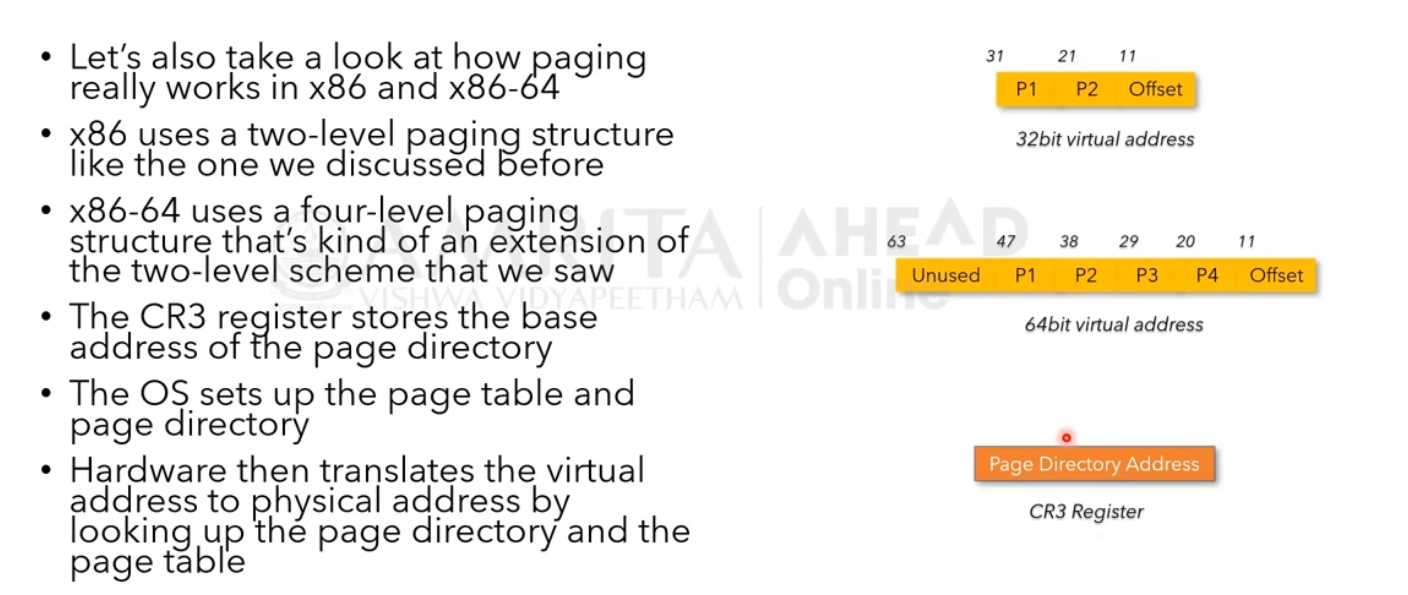 • Let's also take a look at how paging
really works in x86 and x86-64
• x86 uses a two-level paging structure
like the one we discussed before
• x86-64 uses a four-level paging
structure that's kind of an extension of
the two-level scheme that we saw
• The CR3 register stores the base
address of the page directory
• The OS sets up the page table and
page directory
• Hardware then translates the virtual
address to physical address by
looking up the page directory and the
page table
31 21 11
P1 P2 Offset
32bit virtual address
63 47 38 29 20 11
Unused P1 P2 P3 P4 Offset
64bit virtual address
Page Directory Address
CR3 Register
AMRITA
VISHWA VIDYAPEETHAM
AHEAD
Online